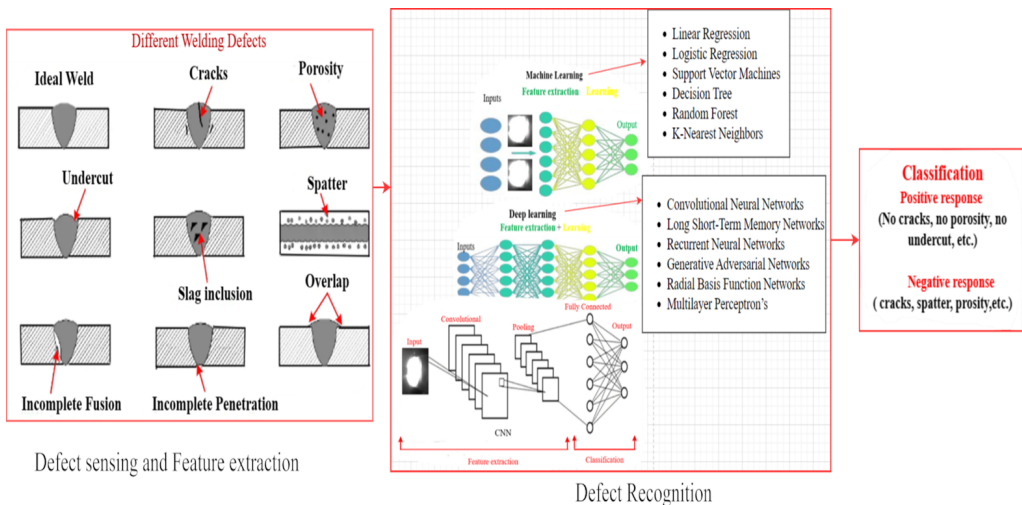 Different Welding Defects
Ideal Weld
Cracks
Porosity
Undercut
Spatter
Slag inclusion
Overlap
Incomplete Fusion
Incomplete Penetration
Defect sensing and Feature extraction
Machine Learning
Feature extraction Learning
Inputs
Output
• Linear Regression
• Logistic Regression
• Support Vector Machines
• Decision Tree
• Random Forest
• K-Nearest Neighbors
Deep learning
Feature extraction + Learning
Inputs
Output
• Convolutional Neural Networks
• Long Short-Term Memory Networks
• Recurrent Neural Networks
• Generative Adversarial Networks
• Radial Basis Function Networks
• Multilayer Perceptron's
Input
Convolutional
Pooling
Fully Connected
Output
CNN
Feature extraction
Classification
Defect Recognition
Classification
Positive response
(No cracks, no porosity, no
undercut, etc.)
Negative response
( cracks, spatter, prosity,etc.)